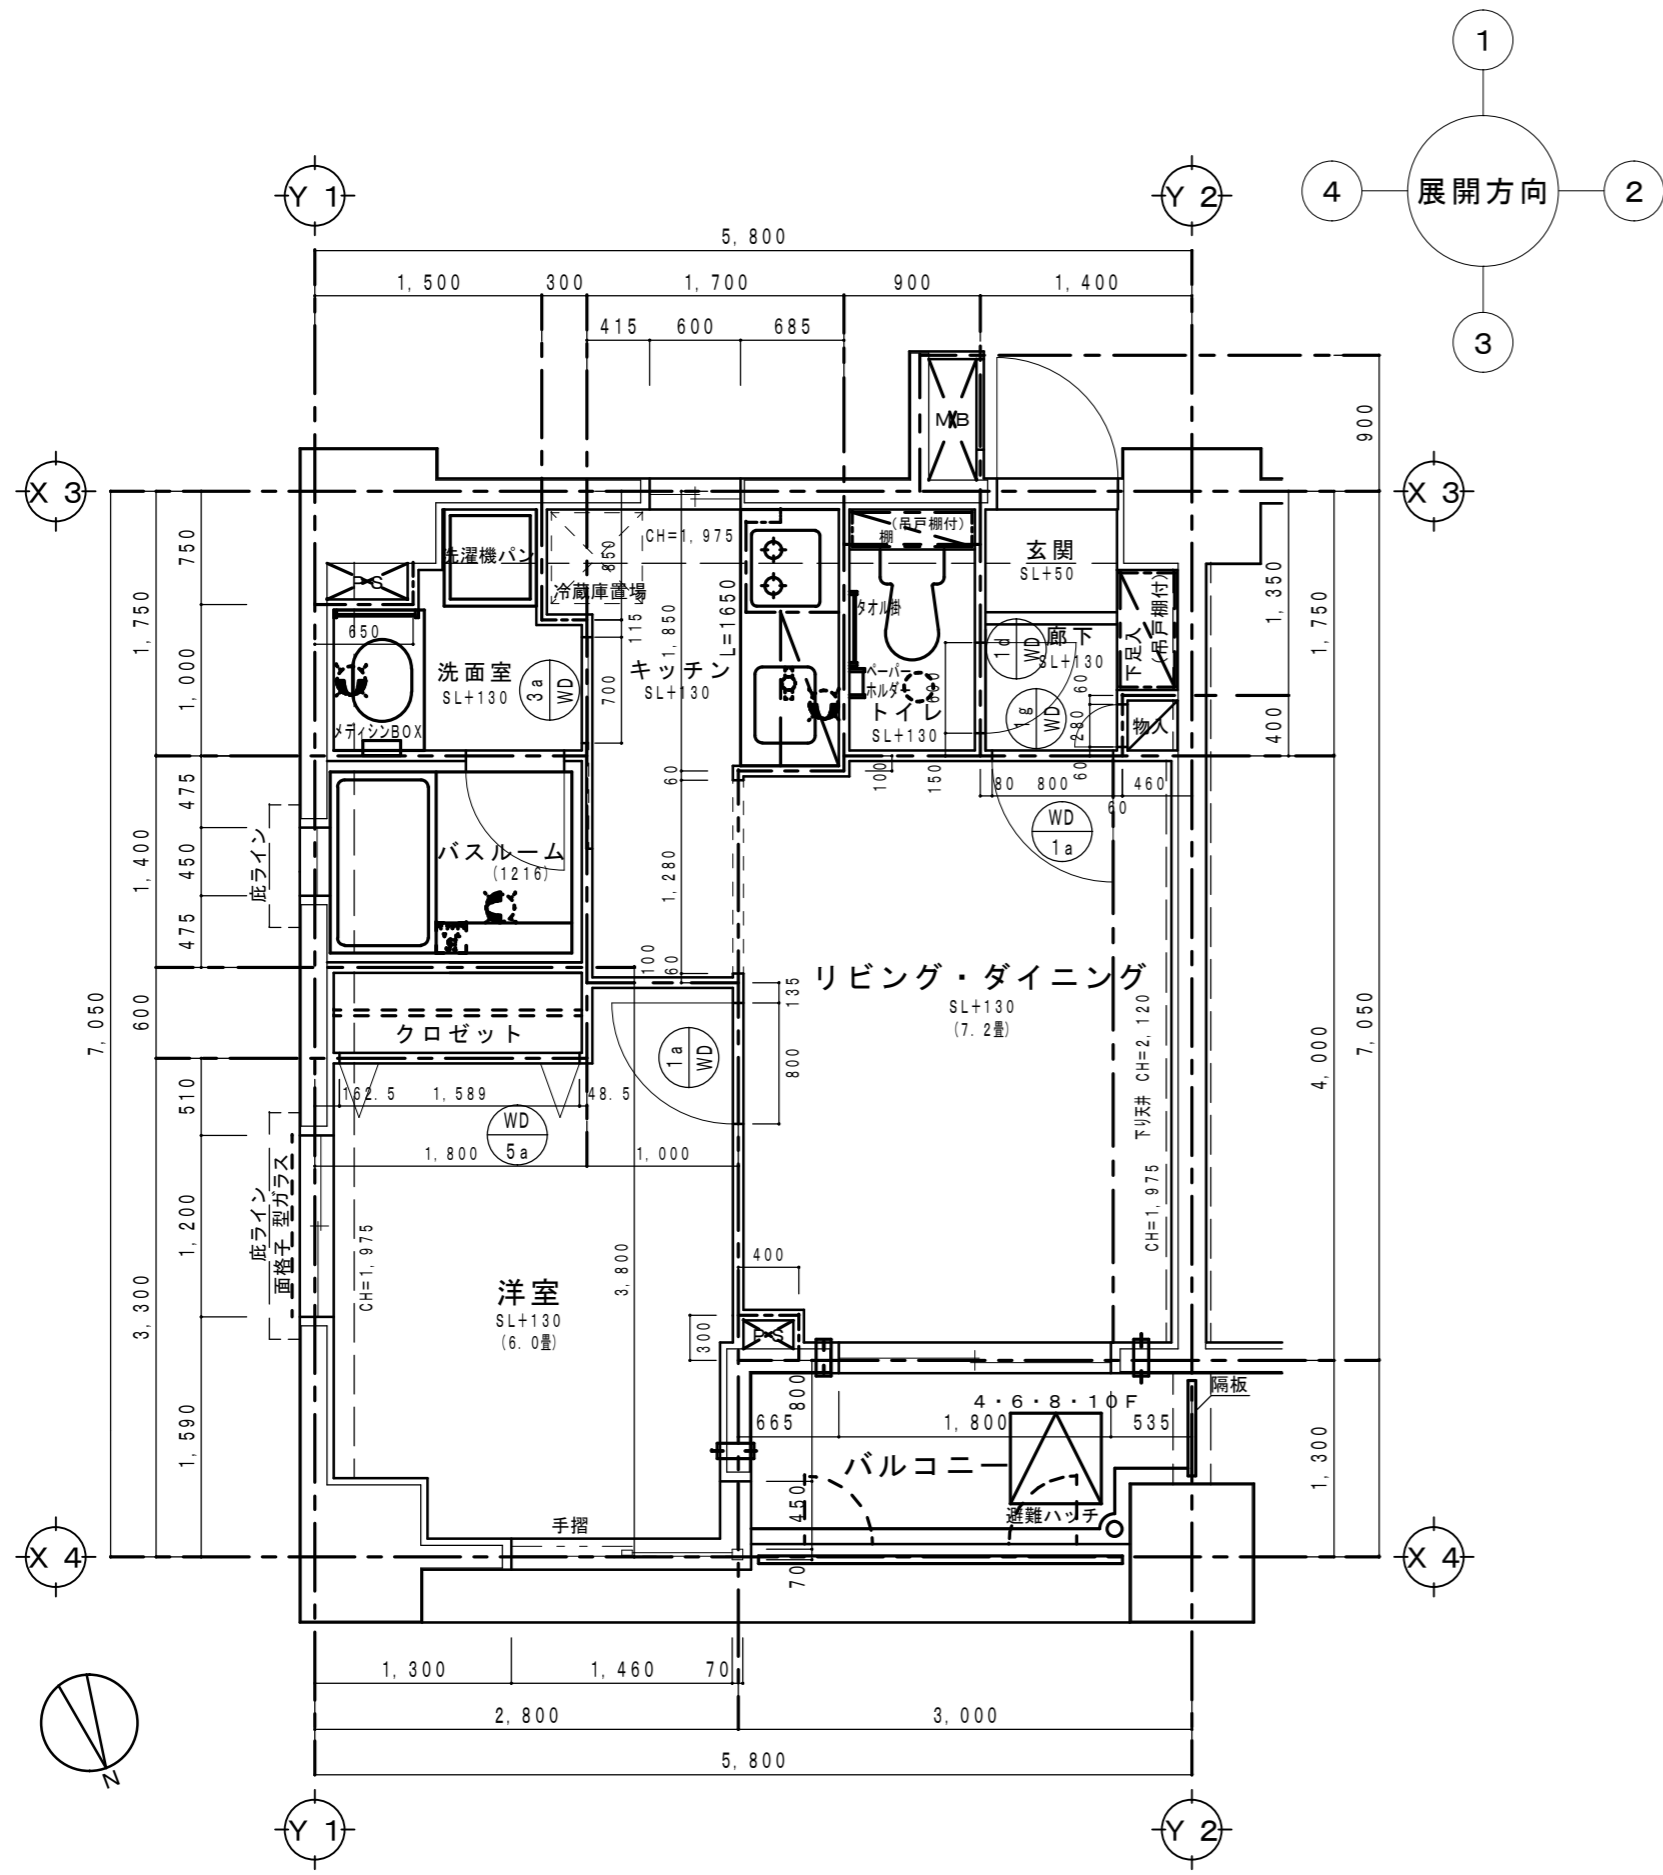 1
4
展開方向
2
3
Y 1
Y 2
5, 800
1, 500
300
1, 700
900
1, 400
415
600
685
900
MB
X 3
X 3
750
1, 750
1, 000
PS
650
洗濯機パン
冷蔵庫置場
850
CH=1, 975
L=1650
1, 850
115
700
(吊戸棚付)
棚
玄関
SL+50
タオル掛
ペーパー
ホルダー
トイレ
SL+130
1d
WD
廊下
SL+130
1g
WD
下足入
(吊戸棚付)
物入
1, 350
1, 750
400
洗面室
SL+130
3a
WD
キッチン
SL+130
メディシンBOX
60
280
60
100
150
80
800
60
460
WD
1a
475
1, 400
450
475
庇ライン
バスルーム
(1216)
60
1, 280
100
60
135
800
リビング・ダイニング
SL+130
(7. 2畳)
7, 050
600
クロゼット
1a
WD
162. 5
1, 589
48. 5
WD
5a
1, 800
1, 000
下り天井 CH=2, 120
CH=1, 975
4, 000
7, 050
510
1, 200
3, 300
1, 590
庇ライン
面格子 型ガラス
CH=1, 975
洋室
SL+130
(6. 0畳)
3, 800
400
300
PS
800
4・6・8・10F
665
1, 800
535
隔板
バルコニー
避難ハッチ
450
70
1, 300
手摺
X 4
X 4
1, 300
1, 460
70
2, 800
3, 000
5, 800
N
Y 1
Y 2